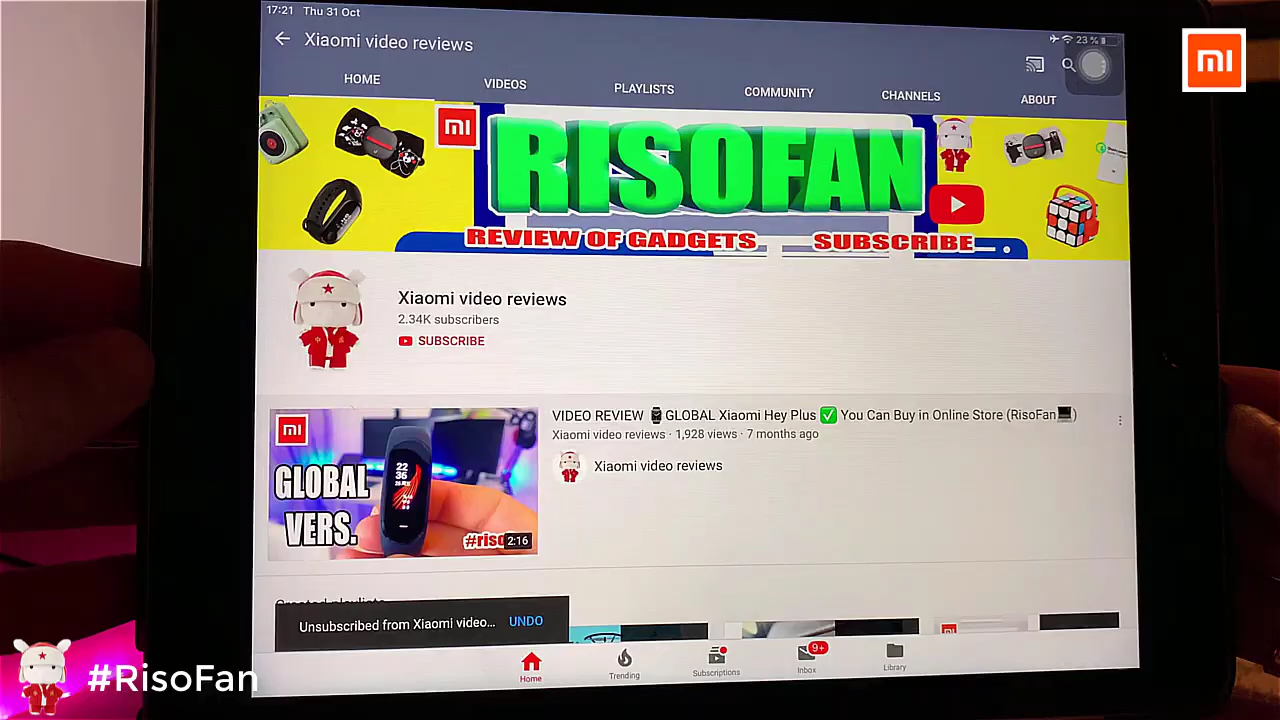 17:21 Thu 31 Oct
23 %
Xiaomi video reviews
HOME
VIDEOS
PLAYLISTS
COMMUNITY
CHANNELS
ABOUT
RISOFAN
REVIEW OF GADGETS
SUBSCRIBE
Xiaomi video reviews
2.34K subscribers
SUBSCRIBE
GLOBAL
VERS.
22
36
#riso
2:16
VIDEO REVIEW ⌚GLOBAL Xiaomi Hey Plus ✅ You Can Buy in Online Store (RisoFan💻)
Xiaomi video reviews · 1,928 views · 7 months ago
Xiaomi video reviews
Created playlists
Unsubscribed from Xiaomi video... UNDO
Home
Trending
Subscriptions
9+
Inbox
Library
#RisoFan
mi